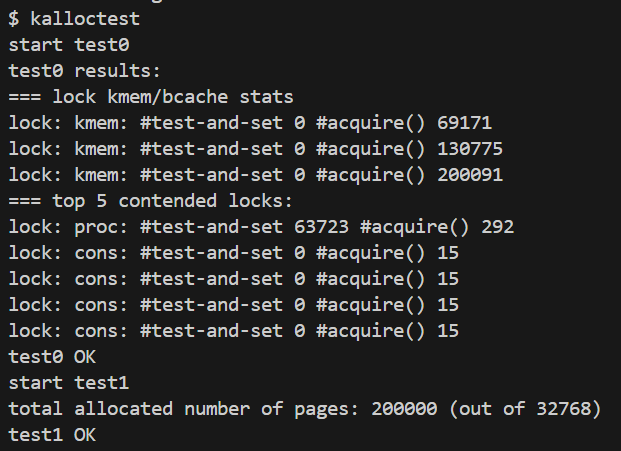 $ kalloctest
start test0
test0 results:
=== lock kmem/bcache stats
lock: kmem: #test-and-set 0 #acquire() 69171
lock: kmem: #test-and-set 0 #acquire() 130775
lock: kmem: #test-and-set 0 #acquire() 200091
=== top 5 contended locks:
lock: proc: #test-and-set 63723 #acquire() 292
lock: cons: #test-and-set 0 #acquire() 15
lock: cons: #test-and-set 0 #acquire() 15
lock: cons: #test-and-set 0 #acquire() 15
lock: cons: #test-and-set 0 #acquire() 15
test0 OK
start test1
total allocated number of pages: 200000 (out of 32768)
test1 OK